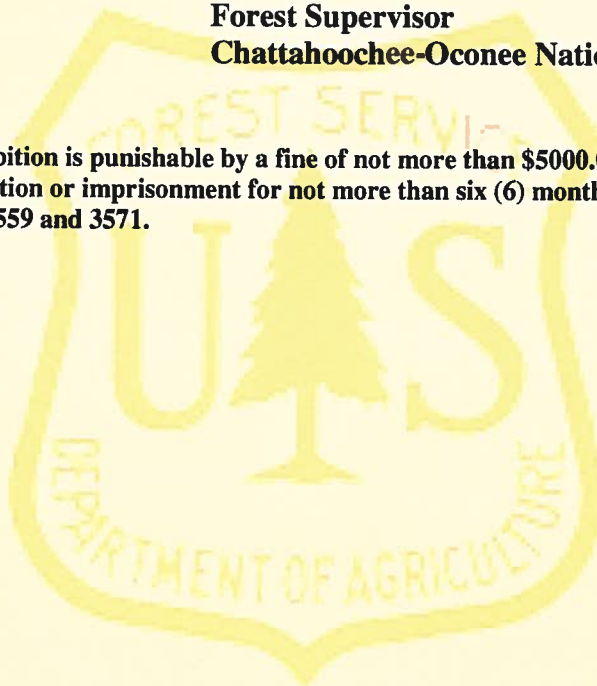 Forest Supervisor
Chattahoochee-Oconee Natio
bition is punishable by a fine of not more than $5000.
tion or imprisonment for not more than six (6) month
559 and 3571.
FOREST SERVICE
U S
DEPARTMENT OF AGRICULTURE